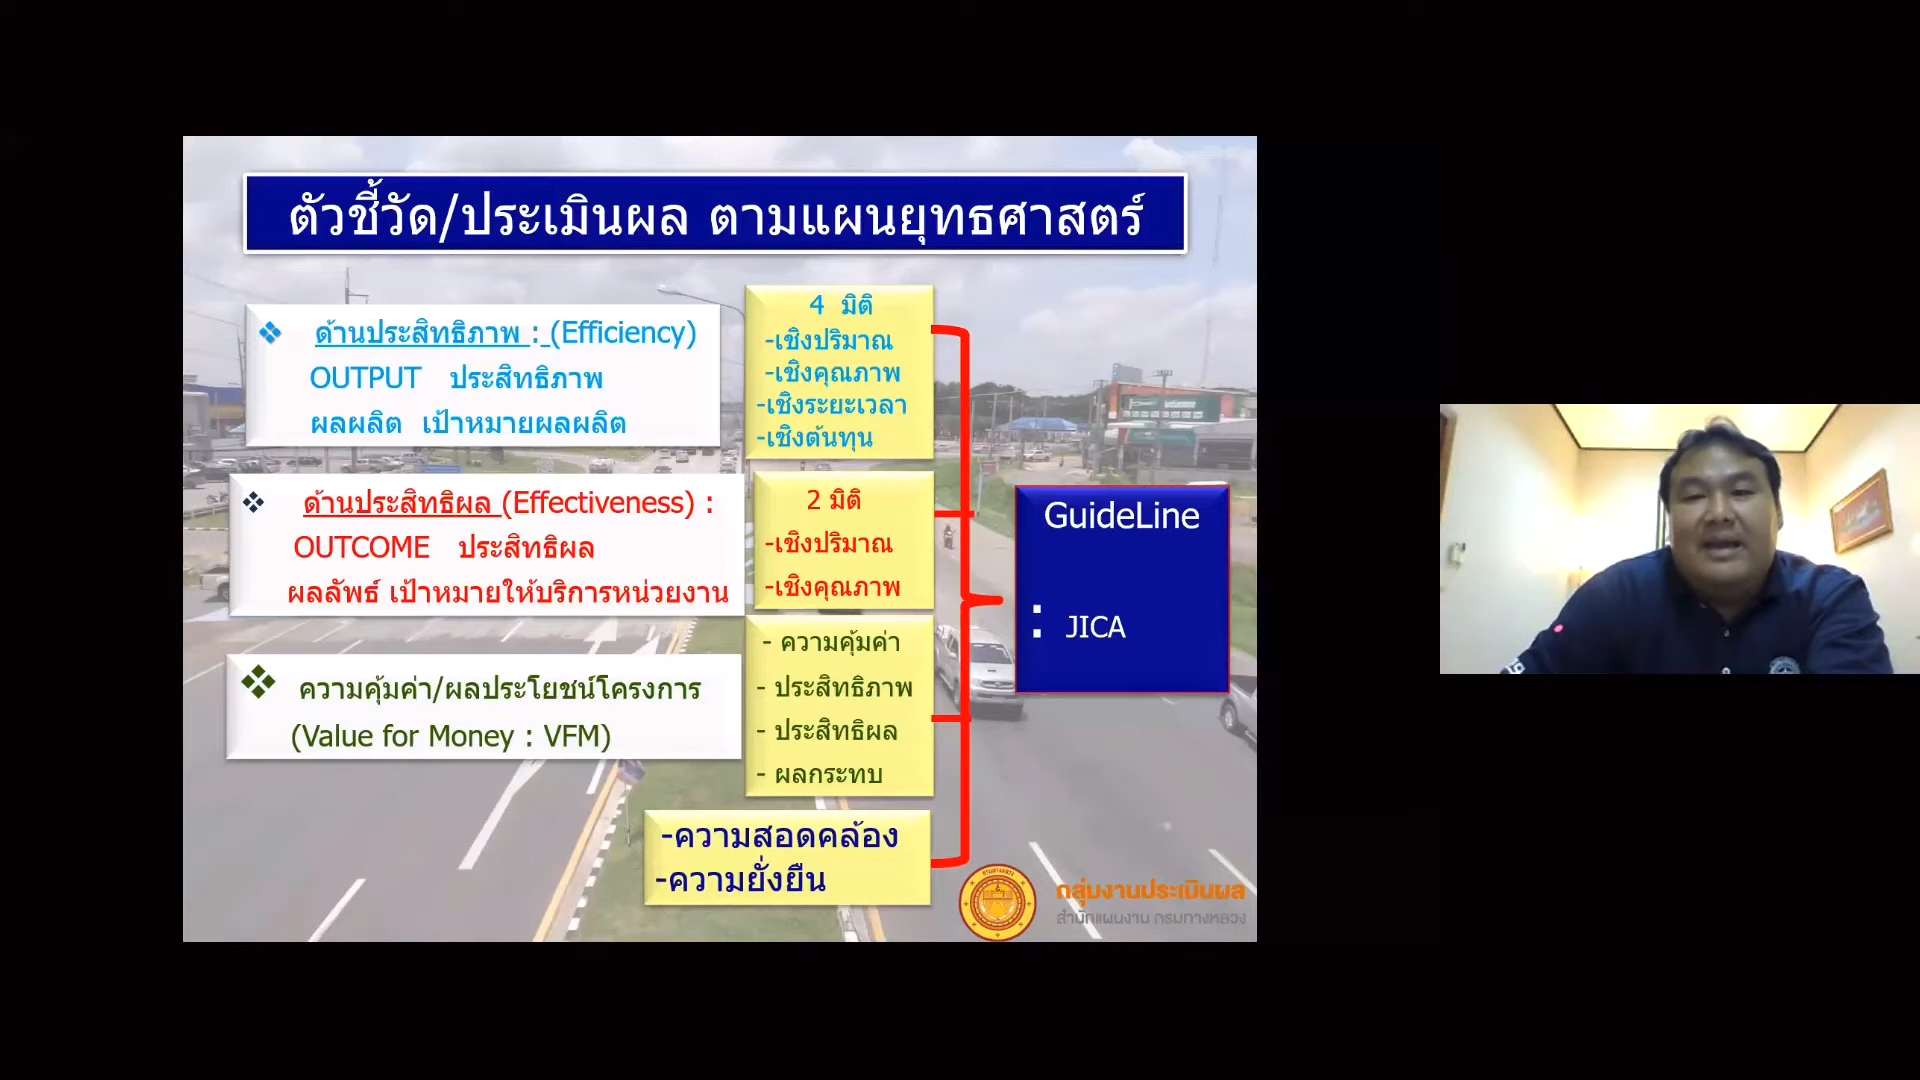 ตัวชี้วัด/ประเมินผล ตามแผนยุทธศาสตร์
ด้านประสิทธิภาพ : (Efficiency)
OUTPUT ประสิทธิภาพ
ผลผลิต เป้าหมายผลผลิต
4 มิติ
-เชิงปริมาณ
-เชิงคุณภาพ
-เชิงระยะเวลา
-เชิงต้นทุน
ด้านประสิทธิผล (Effectiveness) :
OUTCOME ประสิทธิผล
ผลลัพธ์ เป้าหมายให้บริการหน่วยงาน
2 มิติ
-เชิงปริมาณ
-เชิงคุณภาพ
ความคุ้มค่า/ผลประโยชน์โครงการ
(Value for Money : VFM)
- ความคุ้มค่า
- ประสิทธิภาพ
- ประสิทธิผล
- ผลกระทบ
-ความสอดคล้อง
-ความยั่งยืน
GuideLine
: JICA
กลุ่มงานประเมินผล
สำนักแผนงาน กรมทางหลวง